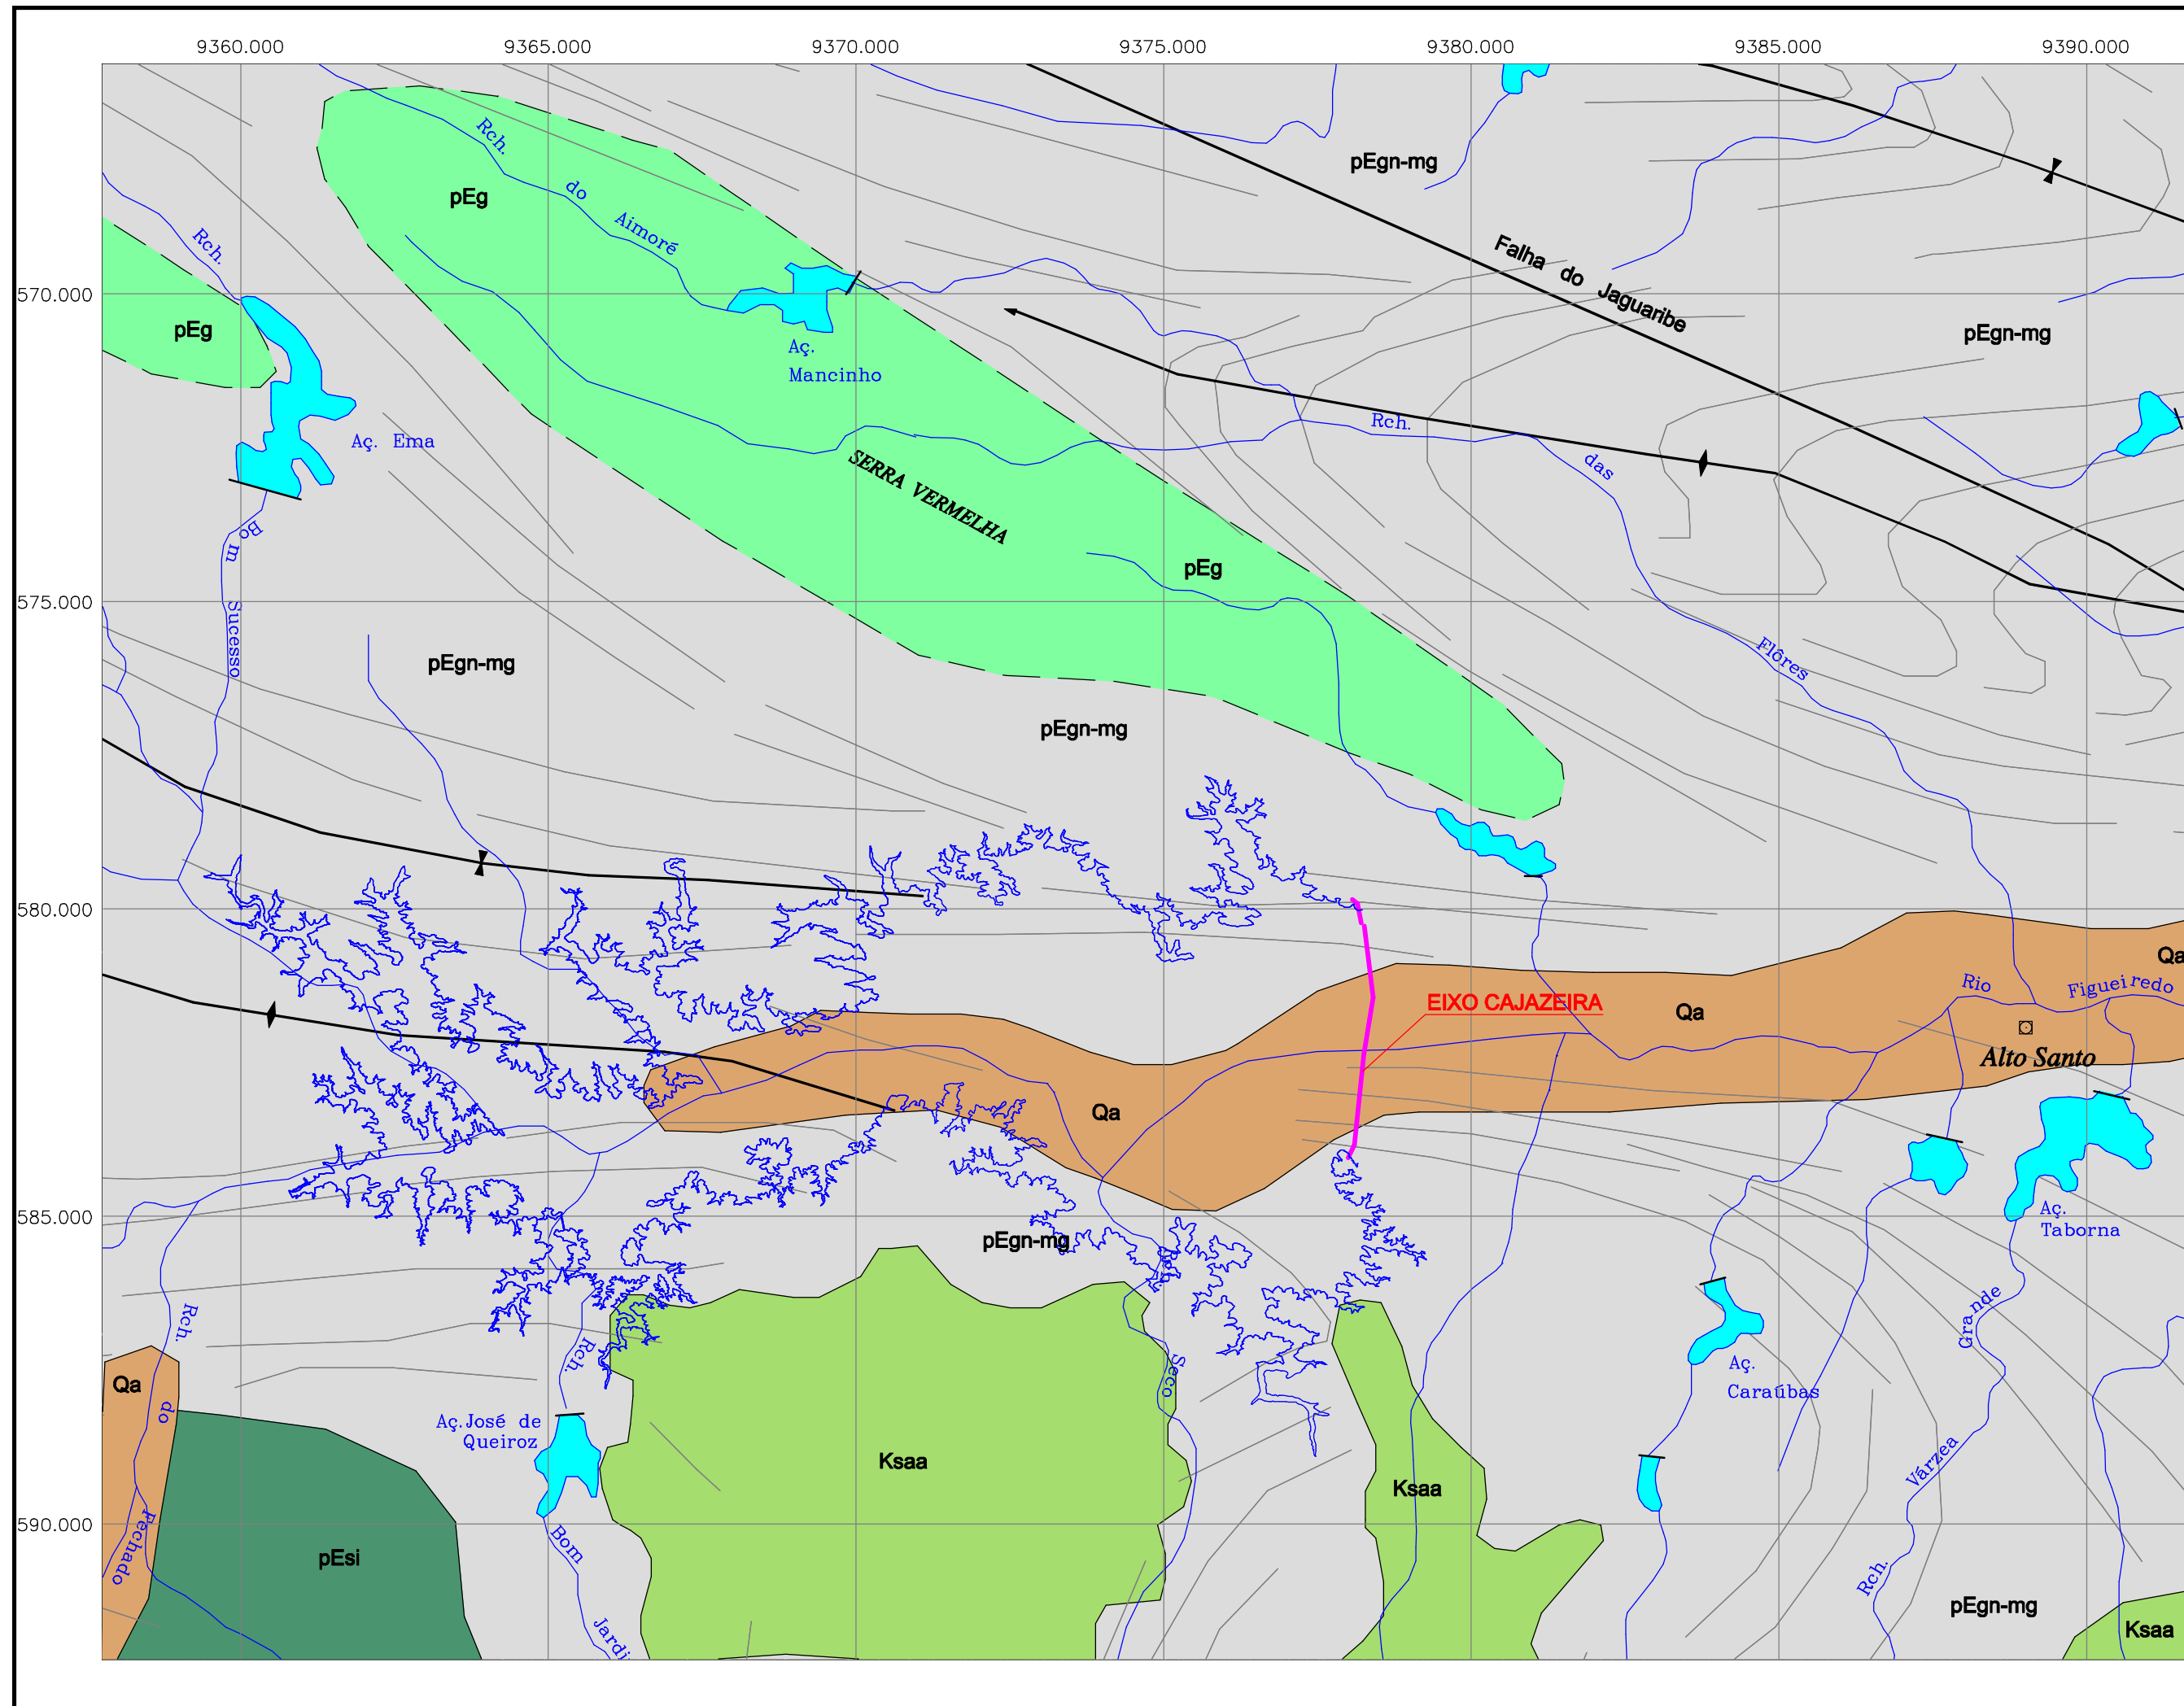 9360.000 9365.000 9370.000 9375.000 9380.000 9385.000 9390.000
Rch.
pEgn-mg
do
pEg
Aimoré
Rch.
Falha do Jaguaribe
570.000
pEg
pEgn-mg
Aç.
Mancinho
Rch.
Aç. Ema
SERRA VERMELHA
das
Bom
pEg
575.000
Sucesso
Flôres
pEgn-mg
pEgn-mg
580.000
Qa
Rio
Figueiredo
EIXO CAJAZEIRA
Qa
Alto Santo
Qa
585.000
Aç.
Taborna
pEgn-mg
Rch.
Rch.
Grande
Rch.
Seco
Aç.
Caraúbas
Qa
do
Aç.José de
Queiroz
Ksaa
Várzea
Ksaa
590.000
Fechado
Bom
pEsi
Rch.
pEgn-mg
Jardi
Ksaa